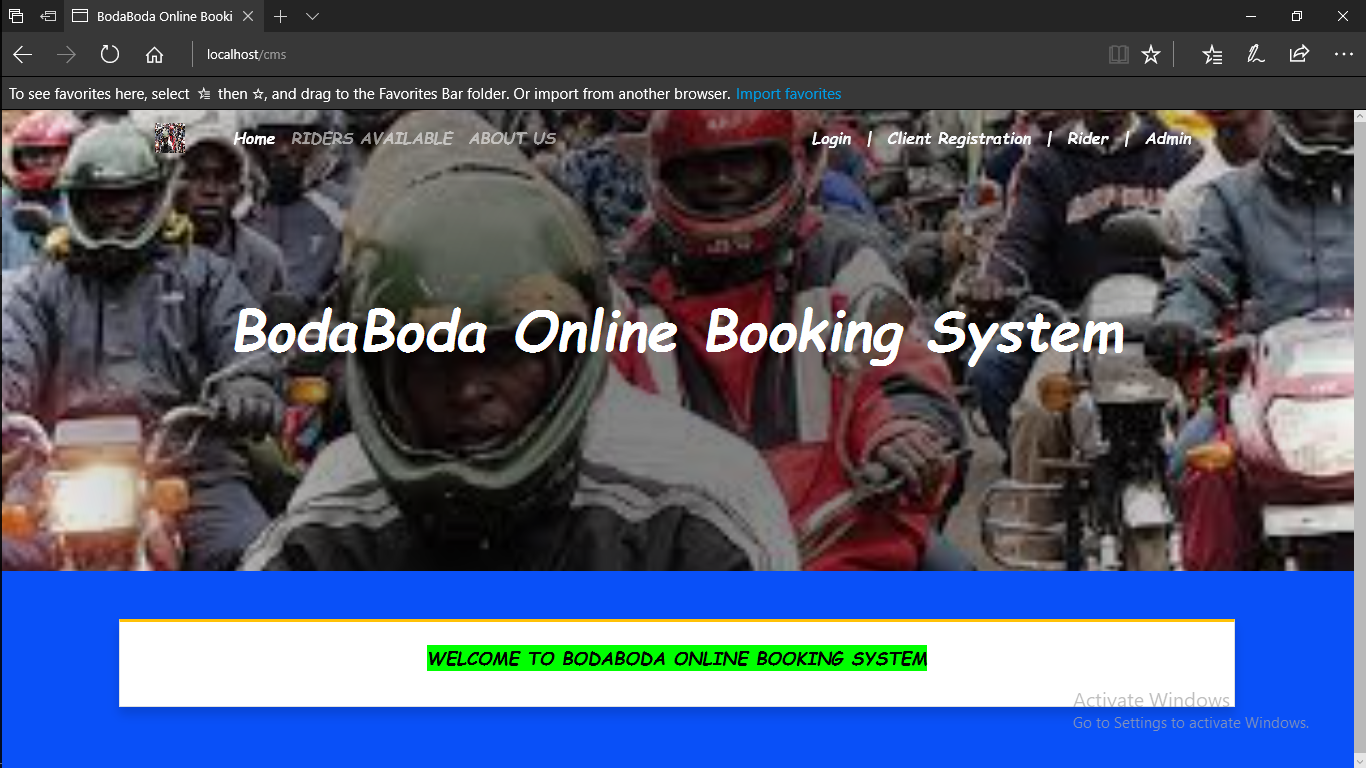 BodaBoda Online Booki
localhost/cms
To see favorites here, select then , and drag to the Favorites Bar folder. Or import from another browser. Import favorites
Home RIDERS AVAILABLE ABOUT US Login | Client Registration | Rider | Admin
BodaBoda Online Booking System
WELCOME TO BODABODA ONLINE BOOKING SYSTEM
Activate Windows
Go to Settings to activate Windows.